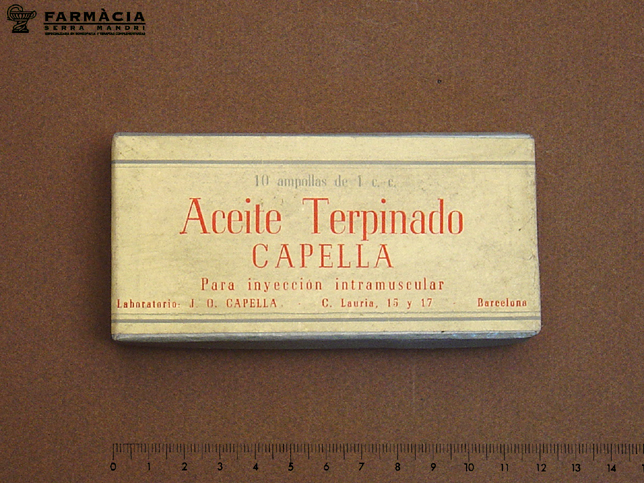 FARMÀCIA
SERRA MANDRI
10 ampollas de 1 c. c.
Aceite Terpinado
CAPELLA
Para inyección intramuscular
Laboratorio: J. O. CAPELLA · C. Lauria, 15 y 17 · Barcelona
0 1 2 3 4 5 6 7 8 9 10 11 12 13 14